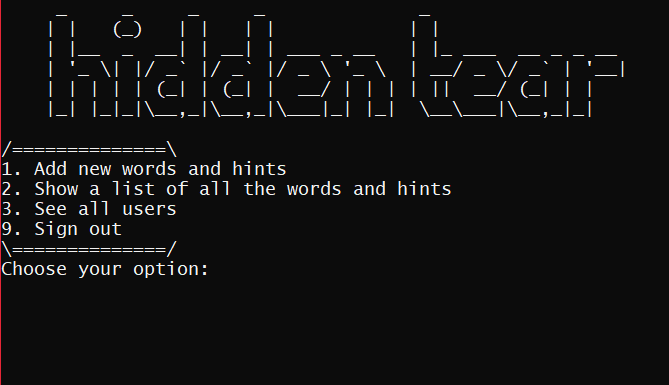 hidden tear
/==============\
1. Add new words and hints
2. Show a list of all the words and hints
3. See all users
9. Sign out
\==============/
Choose your option: